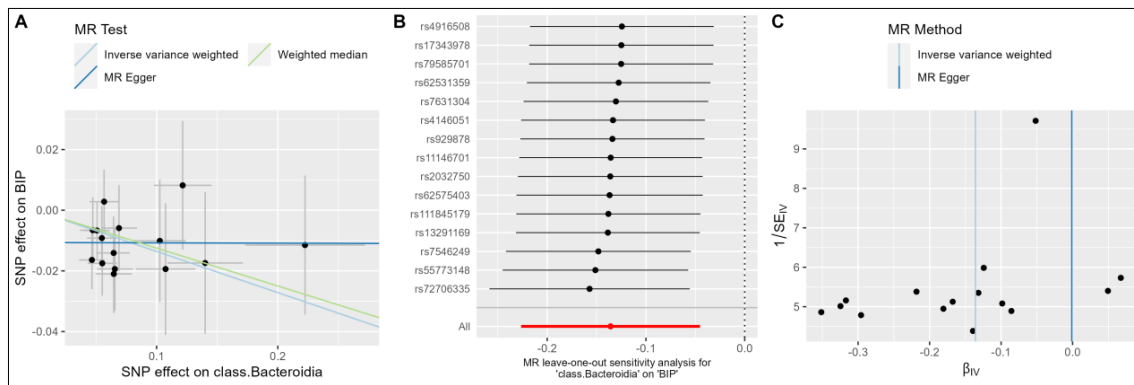 A
MR Test
Inverse variance weighted
Weighted median
MR Egger
SNP effect on BIP
0.02
0.00
-0.02
-0.04
0.1
0.2
SNP effect on class.Bacteroidia
B
rs4916508
rs17343978
rs79585701
rs62531359
rs7631304
rs4146051
rs929878
rs11146701
rs2032750
rs62575403
rs111845179
rs13291169
rs7546249
rs55773148
rs72706335
All
-0.2
-0.1
0.0
MR leave-one-out sensitivity analysis for
'class.Bacteroidia' on 'BIP'
C
MR Method
Inverse variance weighted
MR Egger
1/SE_IV
9
8
7
6
5
-0.3
-0.2
-0.1
0.0
β_IV